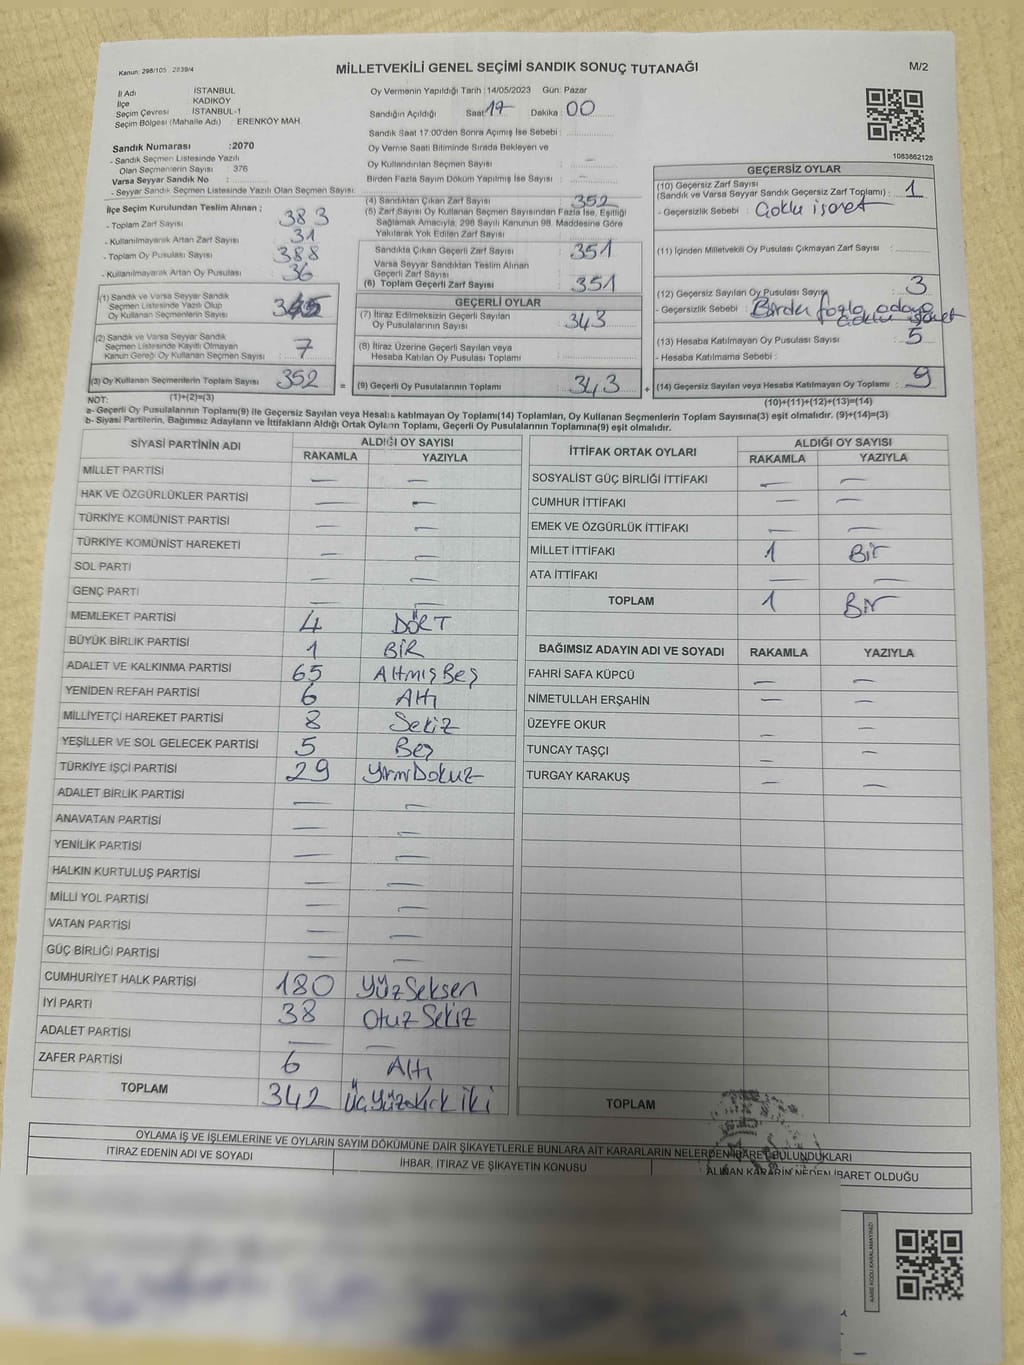 Kanun: 298/105 , 2839/4
MİLLETVEKİLİ GENEL SEÇİMİ SANDIK SONUÇ TUTANAĞI
M/2
İl Adı İSTANBUL
İlçe KADIKÖY
Seçim Çevresi İSTANBUL-1
Seçim Bölgesi (Mahalle Adı) ERENKÖY MAH.
Oy Vermenin Yapıldığı Tarih : 14/05/2023 Gün: Pazar
Sandığın Açıldığı Saat: 17 Dakika: 00
Sandık Saat 17:00'den Sonra Açımış İse Sebebi :
Oy Verme Saati Bitiminde Sırada Bekleyen ve
Oy Kullandırılan Seçmen Sayısı : —
Birden Fazla Sayım Döküm Yapılmış İse Sayısı : —
1083862128
Sandık Numarası :2070
- Sandık Seçmen Listesinde Yazılı
Olan Seçmenlerin Sayısı : 376
Varsa Seyyar Sandık No :
- Seyyar Sandık Seçmen Listesinde Yazılı Olan Seçmen Sayısı:
İlçe Seçim Kurulundan Teslim Alınan ;
- Toplam Zarf Sayısı : 383
- Kullanılmayarak Artan Zarf Sayısı : 31
- Toplam Oy Pusulası Sayısı : 388
- Kullanılmayarak Artan Oy Pusulası : 36
(1) Sandık ve Varsa Seyyar Sandık
Seçmen Listesinde Yazılı Olup
Oy Kullanan Seçmenlerin Sayısı : 345
(2) Sandık ve Varsa Seyyar Sandık
Seçmen Listesinde Kayıtlı Olmayan
Kanun Gereği Oy Kullanan Seçmen Sayısı : 7
(3) Oy Kullanan Seçmenlerin Toplam Sayısı : 352
(4) Sandıktan Çıkan Zarf Sayısı : 352
(5) Zarf Sayısı Oy Kullanan Seçmen Sayısından Fazla İse, Eşitliği
Sağlamak Amacıyla, 298 Sayılı Kanunun 98. Maddesine Göre
Yakılarak Yok Edilen Zarf Sayısı :
Sandıkta Çıkan Geçerli Zarf Sayısı : 351
Varsa Seyyar Sandıktan Teslim Alınan
Geçerli Zarf Sayısı :
(6) Toplam Geçerli Zarf Sayısı : 351
GEÇERLİ OYLAR
(7) İtiraz Edilmeksizin Geçerli Sayılan
Oy Pusulalarının Sayısı : 343
(8) İtiraz Üzerine Geçerli Sayılan veya
Hesaba Katılan Oy Pusulası Toplamı :
= (9) Geçerli Oy Pusulalarının Toplamı : 343
GEÇERSİZ OYLAR
(10) Geçersiz Zarf Sayısı
(Sandık ve Varsa Seyyar Sandık Geçersiz Zarf Toplamı) : 1
- Geçersizlik Sebebi : Çoklu işaret
(11) İçinden Milletvekili Oy Pusulası Çıkmayan Zarf Sayısı :
(12) Geçersiz Sayılan Oy Pusulası Sayısı : 3
- Geçersizlik Sebebi : Birden fazla adaya
çoklu işaret
(13) Hesaba Katılmayan Oy Pusulası Sayısı : 5
- Hesaba Katılmama Sebebi :
+ (14) Geçersiz Sayılan veya Hesaba Katılmayan Oy Toplamı : 9
NOT: (1)+(2)=(3)
(10)+(11)+(12)+(13)=(14)
a- Geçerli Oy Pusulalarının Toplamı(9) ile Geçersiz Sayılan veya Hesaba katılmayan Oy Toplamı(14) Toplamları, Oy Kullanan Seçmenlerin Toplam Sayısına(3) eşit olmalıdır. (9)+(14)=(3)
b- Siyasi Partilerin, Bağımsız Adayların ve İttifakların Aldığı Ortak Oyların Toplamı, Geçerli Oy Pusulalarının Toplamına(9) eşit olmalıdır.
SİYASİ PARTİNİN ADI ALDIĞI OY SAYISI
RAKAMLA YAZIYLA
MİLLET PARTİSİ — —
HAK VE ÖZGÜRLÜKLER PARTİSİ — —
TÜRKİYE KOMÜNİST PARTİSİ — —
TÜRKİYE KOMÜNİST HAREKETİ — —
SOL PARTİ — —
GENÇ PARTİ — —
MEMLEKET PARTİSİ 4 DÖRT
BÜYÜK BİRLİK PARTİSİ 1 BİR
ADALET VE KALKINMA PARTİSİ 65 Altmış Beş
YENİDEN REFAH PARTİSİ 6 Altı
MİLLİYETÇİ HAREKET PARTİSİ 8 Sekiz
YEŞİLLER VE SOL GELECEK PARTİSİ 5 Beş
TÜRKİYE İŞÇİ PARTİSİ 29 Yirmi Dokuz
ADALET BİRLİK PARTİSİ — —
ANAVATAN PARTİSİ — —
YENİLİK PARTİSİ — —
HALKIN KURTULUŞ PARTİSİ — —
MİLLİ YOL PARTİSİ — —
VATAN PARTİSİ — —
GÜÇ BİRLİĞİ PARTİSİ — —
CUMHURİYET HALK PARTİSİ 180 Yüz Seksen
İYİ PARTİ 38 Otuz Sekiz
ADALET PARTİSİ — —
ZAFER PARTİSİ 6 Altı
TOPLAM 342 Üç Yüz Kırk İki
İTTİFAK ORTAK OYLARI ALDIĞI OY SAYISI
RAKAMLA YAZIYLA
SOSYALİST GÜÇ BİRLİĞİ İTTİFAKI — —
CUMHUR İTTİFAKI — —
EMEK VE ÖZGÜRLÜK İTTİFAKI — —
MİLLET İTTİFAKI 1 Bir
ATA İTTİFAKI — —
TOPLAM 1 Bir
BAĞIMSIZ ADAYIN ADI VE SOYADI RAKAMLA YAZIYLA
FAHRİ SAFA KÜPCÜ — —
NİMETULLAH ERŞAHİN — —
ÜZEYFE OKUR — —
TUNCAY TAŞÇI — —
TURGAY KARAKUŞ — —
TOPLAM
OYLAMA İŞ VE İŞLEMLERİNE VE OYLARIN SAYIM DÖKÜMÜNE DAİR ŞİKAYETLERLE BUNLARA AİT KARARLARIN NELERDEN İBARET BULUNDUKLARI
İTİRAZ EDENİN ADI VE SOYADI İHBAR, İTİRAZ VE ŞİKAYETİN KONUSU ALINAN KARARIN NEDEN İBARET OLDUĞU
KARE KODU KARALAMAYINIZ!